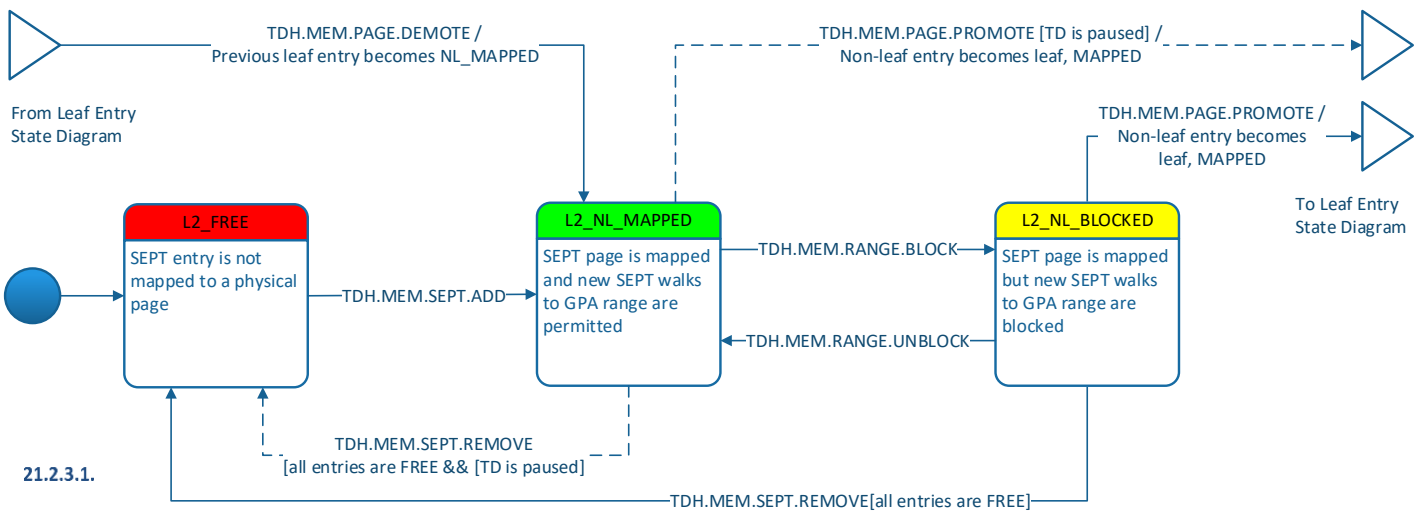 TDH.MEM.PAGE.DEMOTE /
Previous leaf entry becomes NL_MAPPED
TDH.MEM.PAGE.PROMOTE [TD is paused] /
Non-leaf entry becomes leaf, MAPPED
From Leaf Entry
State Diagram
TDH.MEM.PAGE.PROMOTE /
Non-leaf entry becomes
leaf, MAPPED
To Leaf Entry
State Diagram
L2_FREE
SEPT entry is not
mapped to a physical
page
TDH.MEM.SEPT.ADD
L2_NL_MAPPED
SEPT page is mapped
and new SEPT walks
to GPA range are
permitted
TDH.MEM.RANGE.BLOCK
TDH.MEM.RANGE.UNBLOCK
L2_NL_BLOCKED
SEPT page is mapped
but new SEPT walks
to GPA range are
blocked
TDH.MEM.SEPT.REMOVE
[all entries are FREE && [TD is paused]
21.2.3.1.
TDH.MEM.SEPT.REMOVE[all entries are FREE]